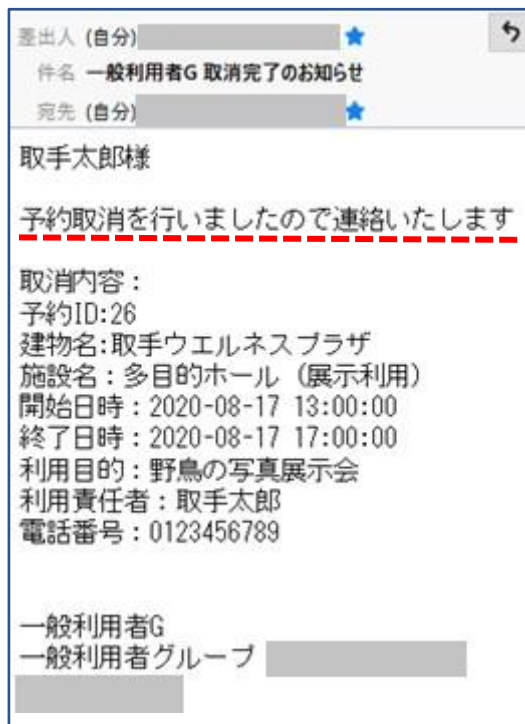 差出人 (自分)
件名 一般利用者G 取消完了のお知らせ
宛先 (自分)
取手太郎様
予約取消を行いましたので連絡いたします
取消内容：
予約ID:26
建物名:取手ウエルネスプラザ
施設名：多目的ホール（展示利用）
開始日時：2020-08-17 13:00:00
終了日時：2020-08-17 17:00:00
利用目的：野鳥の写真展示会
利用責任者：取手太郎
電話番号：0123456789
一般利用者G
一般利用者グループ